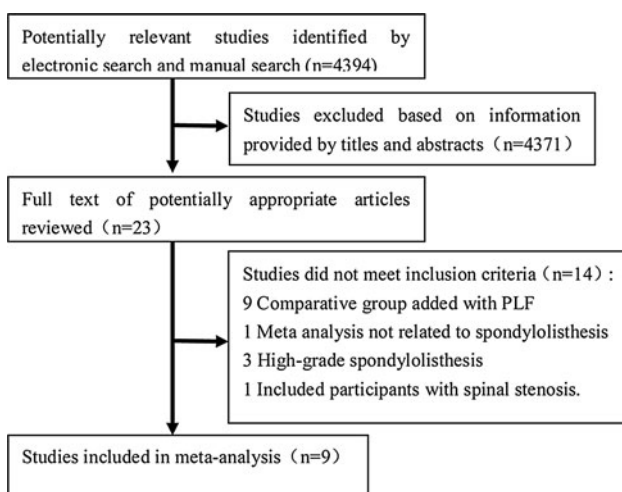 Potentially relevant studies identified by
electronic search and manual search (n=4394)
Studies excluded based on information
provided by titles and abstracts（n=4371）
Full text of potentially appropriate articles
reviewed（n=23）
Studies did not meet inclusion criteria（n=14）:
9 Comparative group added with PLF
1 Meta analysis not related to spondylolisthesis
3 High-grade spondylolisthesis
1 Included participants with spinal stenosis.
Studies included in meta-analysis（n=9）